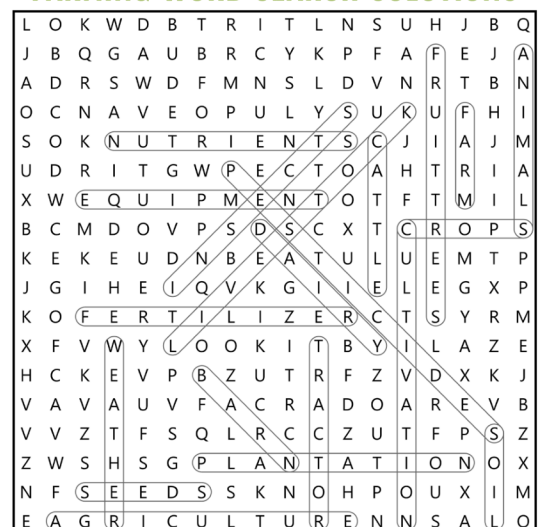 L O K W D B T R I T L N S U H J B Q
J B Q G A U B R C Y K P F A F E J A
A D R S W D F M N S L D V N R T B N
O C N A V E O P U L Y S U K U F H I
S O K N U T R I E N T S C J I A J M
U D R I T G W P E C T O A H T R I A
X W E Q U I P M E N T O T F T M I L
B C M D O V P S D S C X T C R O P S
K E K E U D N B E A T U L U E M T P
J G I H E I Q V K G I I E L E G X P
K O F E R T I L I Z E R C T S Y R M
X F V W Y L O O K I T B Y I L A Z E
H C K E V P B Z U T R F Z V D X K J
V A V A U V F A C R A D O A R E V B
V V Z T F S Q L R C C Z U T F P S Z
Z W S H S G P L A N T A T I O N O X
N F S E E D S S K N O H P O U X I M
E A G R I C U L T U R E N N S A L O